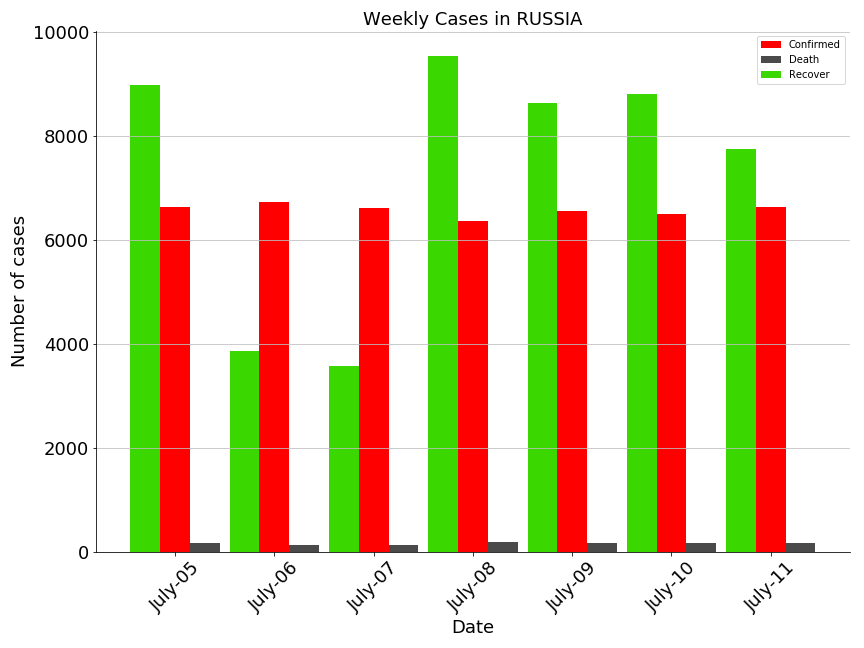 Weekly Cases in RUSSIA
Confirmed
Death
Recover
Number of cases
10000
8000
6000
4000
2000
0
July-05
July-06
July-07
July-08
July-09
July-10
July-11
Date